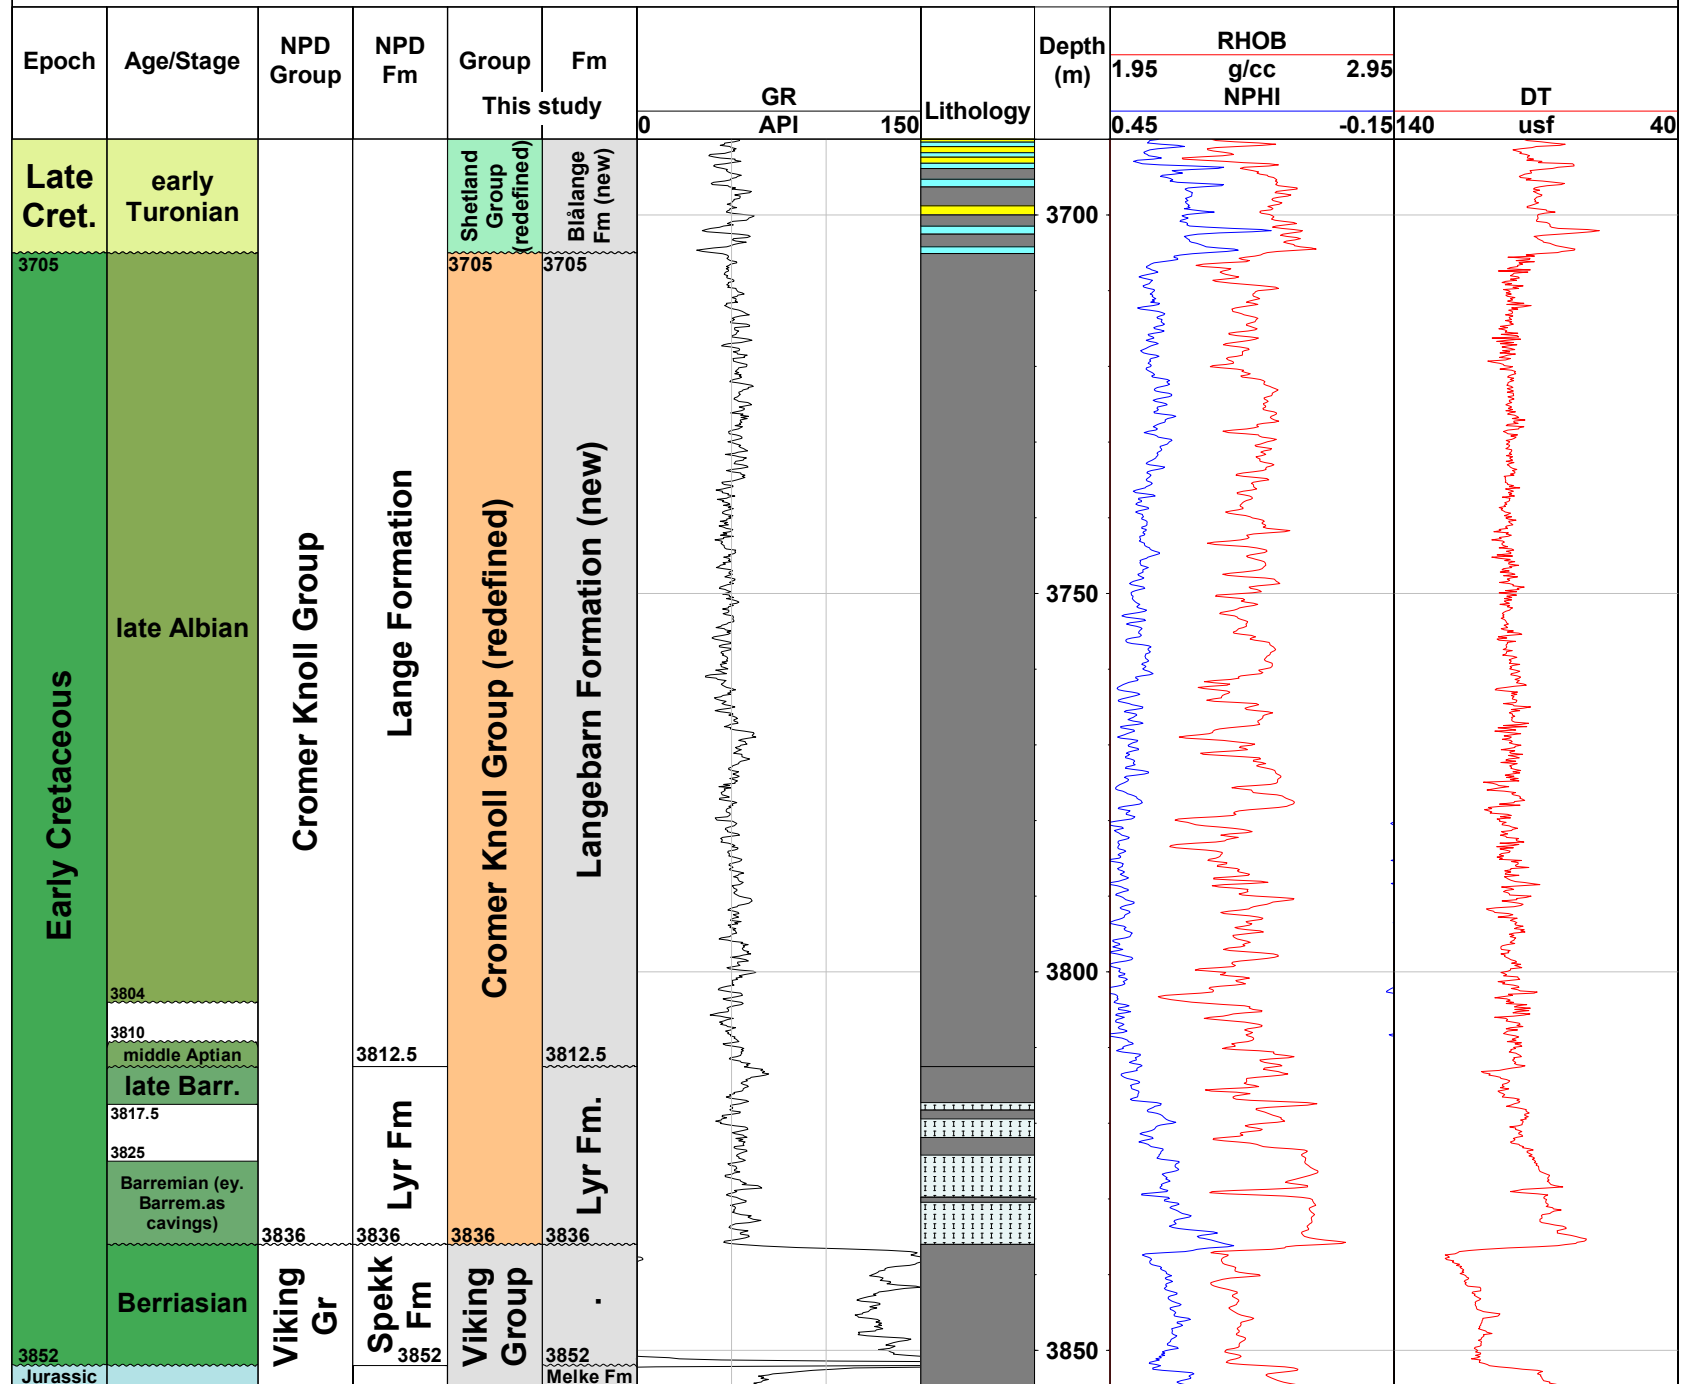 Epoch
Age/Stage
NPD
Group
NPD
Fm
Group
Fm
This study
GR
0 API 150
Lithology
Depth
(m)
RHOB
1.95 g/cc 2.95
NPHI
0.45 -0.15
DT
140 usf 40
Late
Cret.
early
Turonian
Shetland
Group
(redefined)
Blålange
Fm (new)
3700
3705
3705
3705
Early Cretaceous
late Albian
Cromer Knoll Group
Lange Formation
Cromer Knoll Group (redefined)
Langebarn Formation (new)
3750
3800
3804
3810
middle Aptian
3812.5
3812.5
late Barr.
3817.5
3825
Barremian (ey.
Barrem.as
cavings)
Lyr Fm
Lyr Fm.
3836
3836
3836
3836
Berriasian
Viking
Gr
Spekk
Fm
Viking
Group
.
3850
3852
3852
3852
Jurassic
Melke Fm